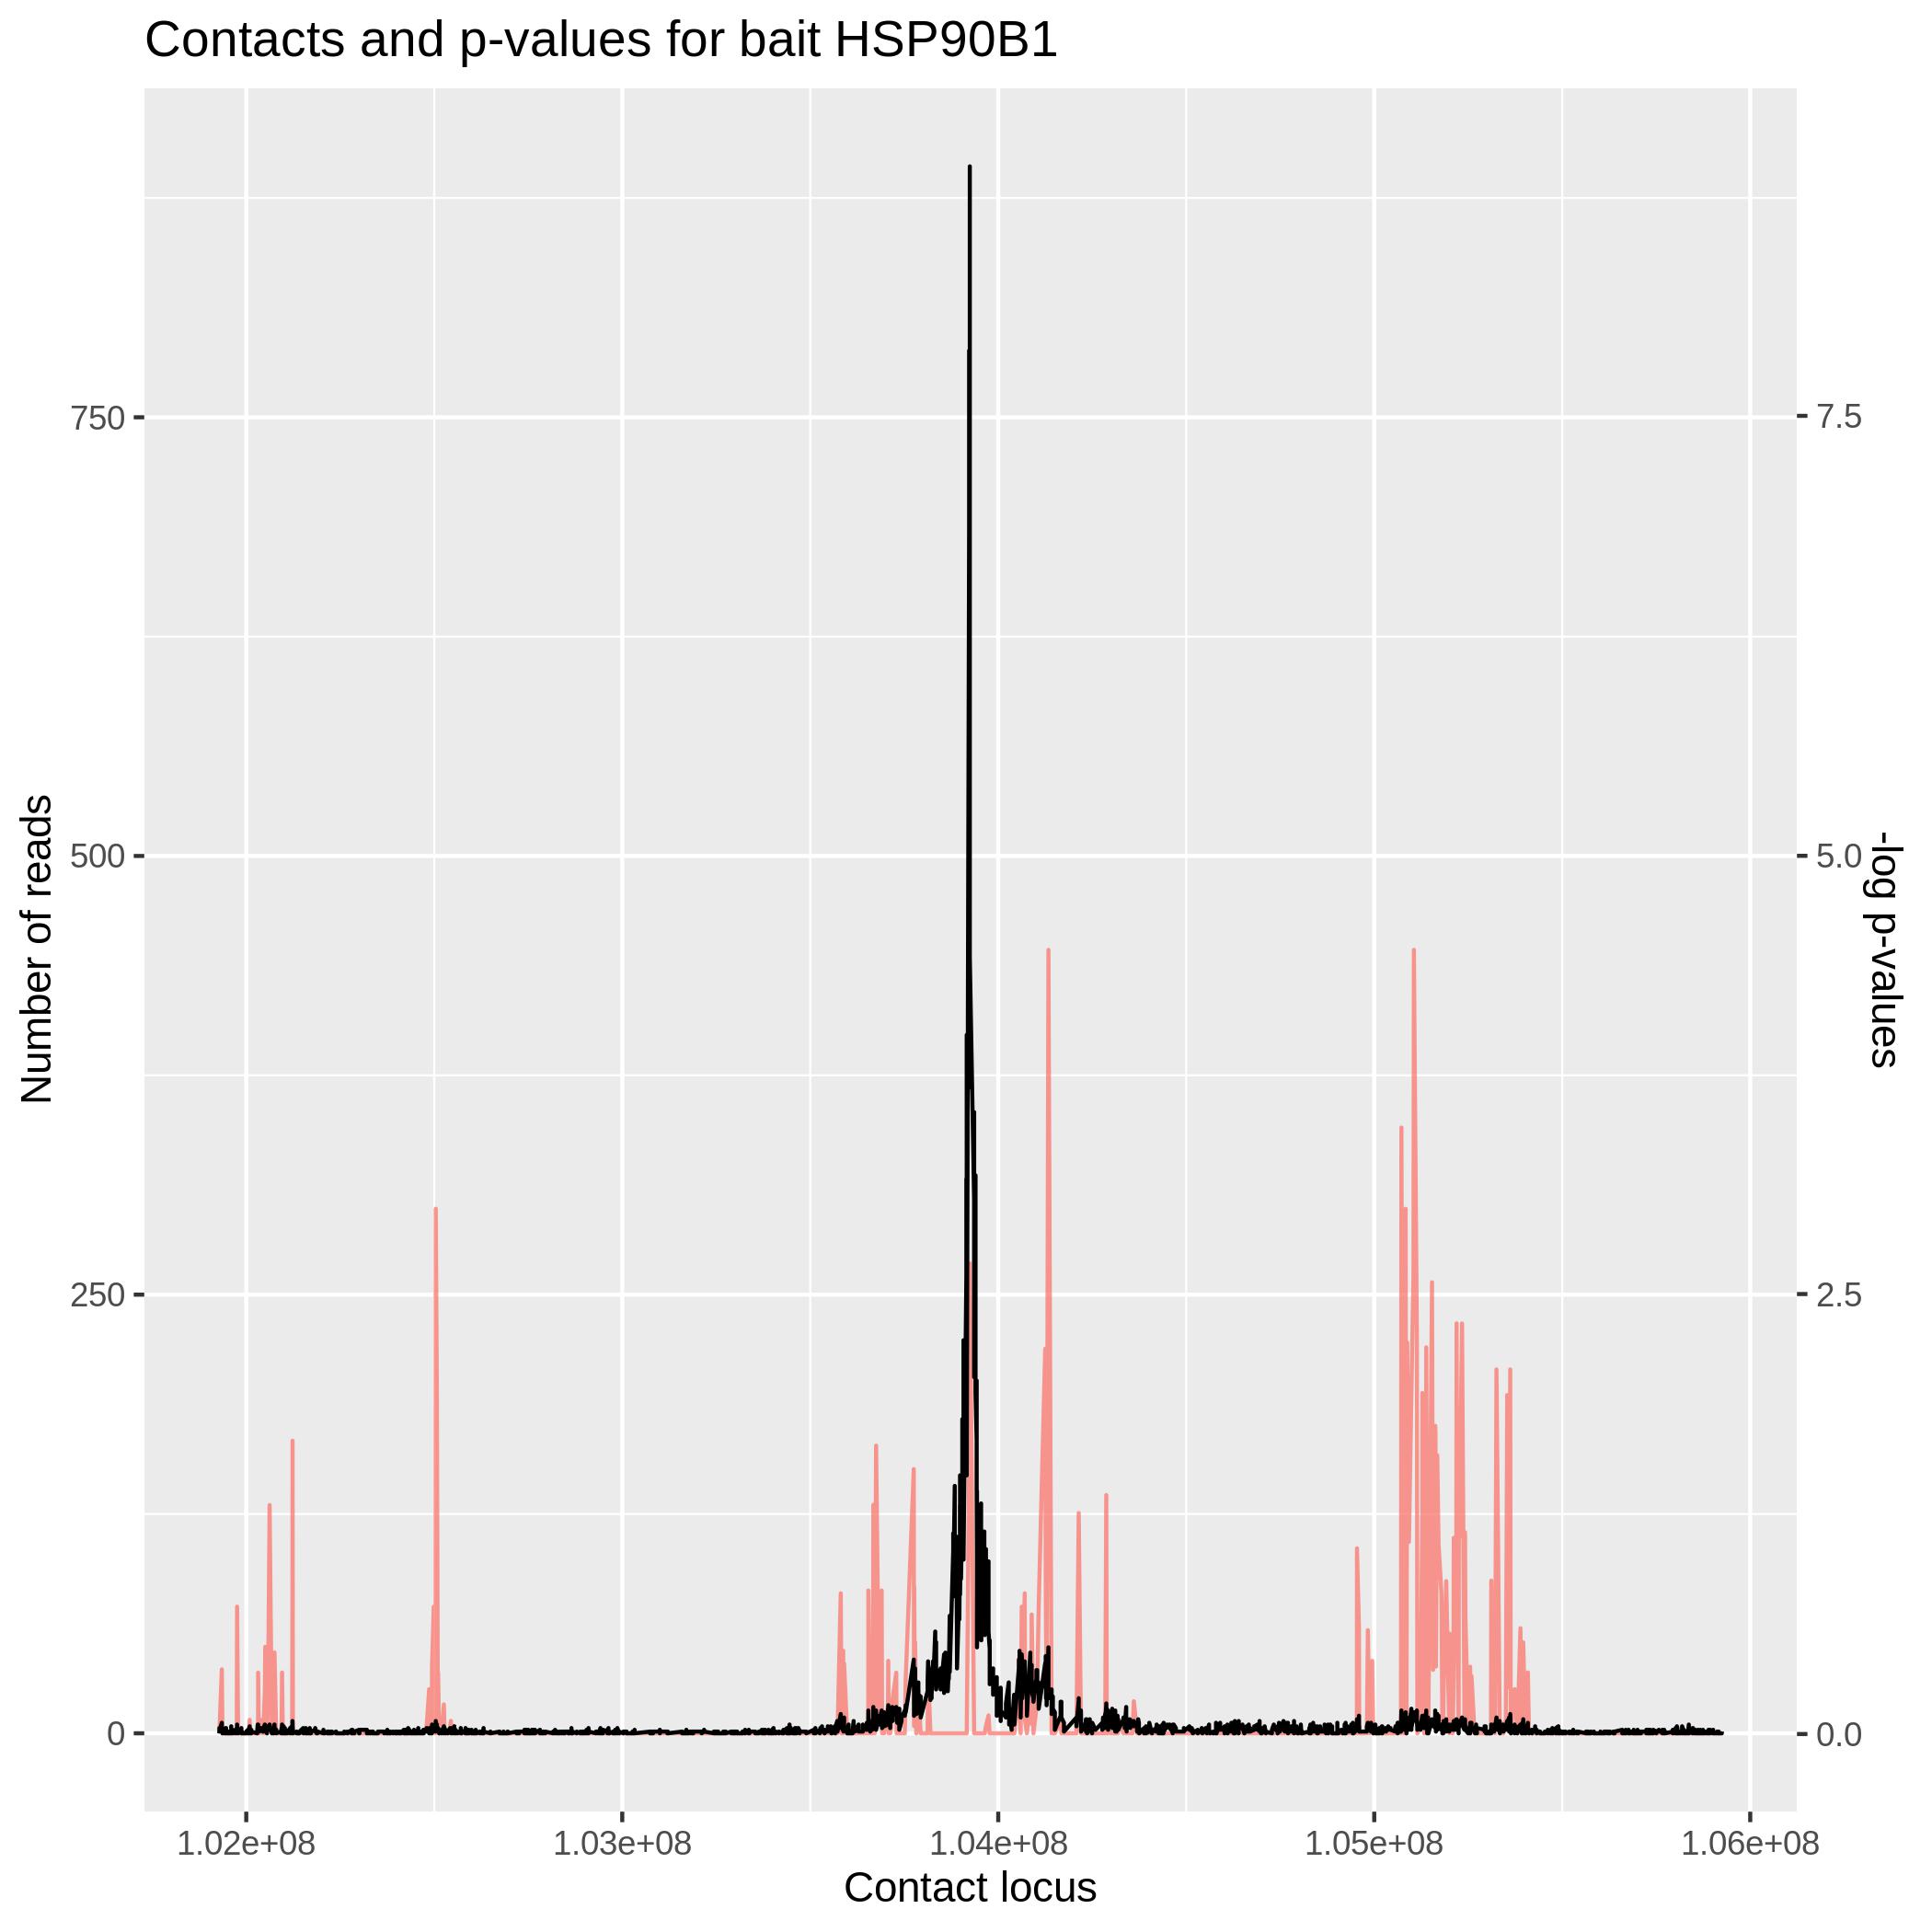 Contacts and p-values for bait HSP90B1
750
500
250
0
7.5
5.0
2.5
0.0
Number of reads
-log p-values
1.02e+08 1.03e+08 1.04e+08 1.05e+08 1.06e+08
Contact locus